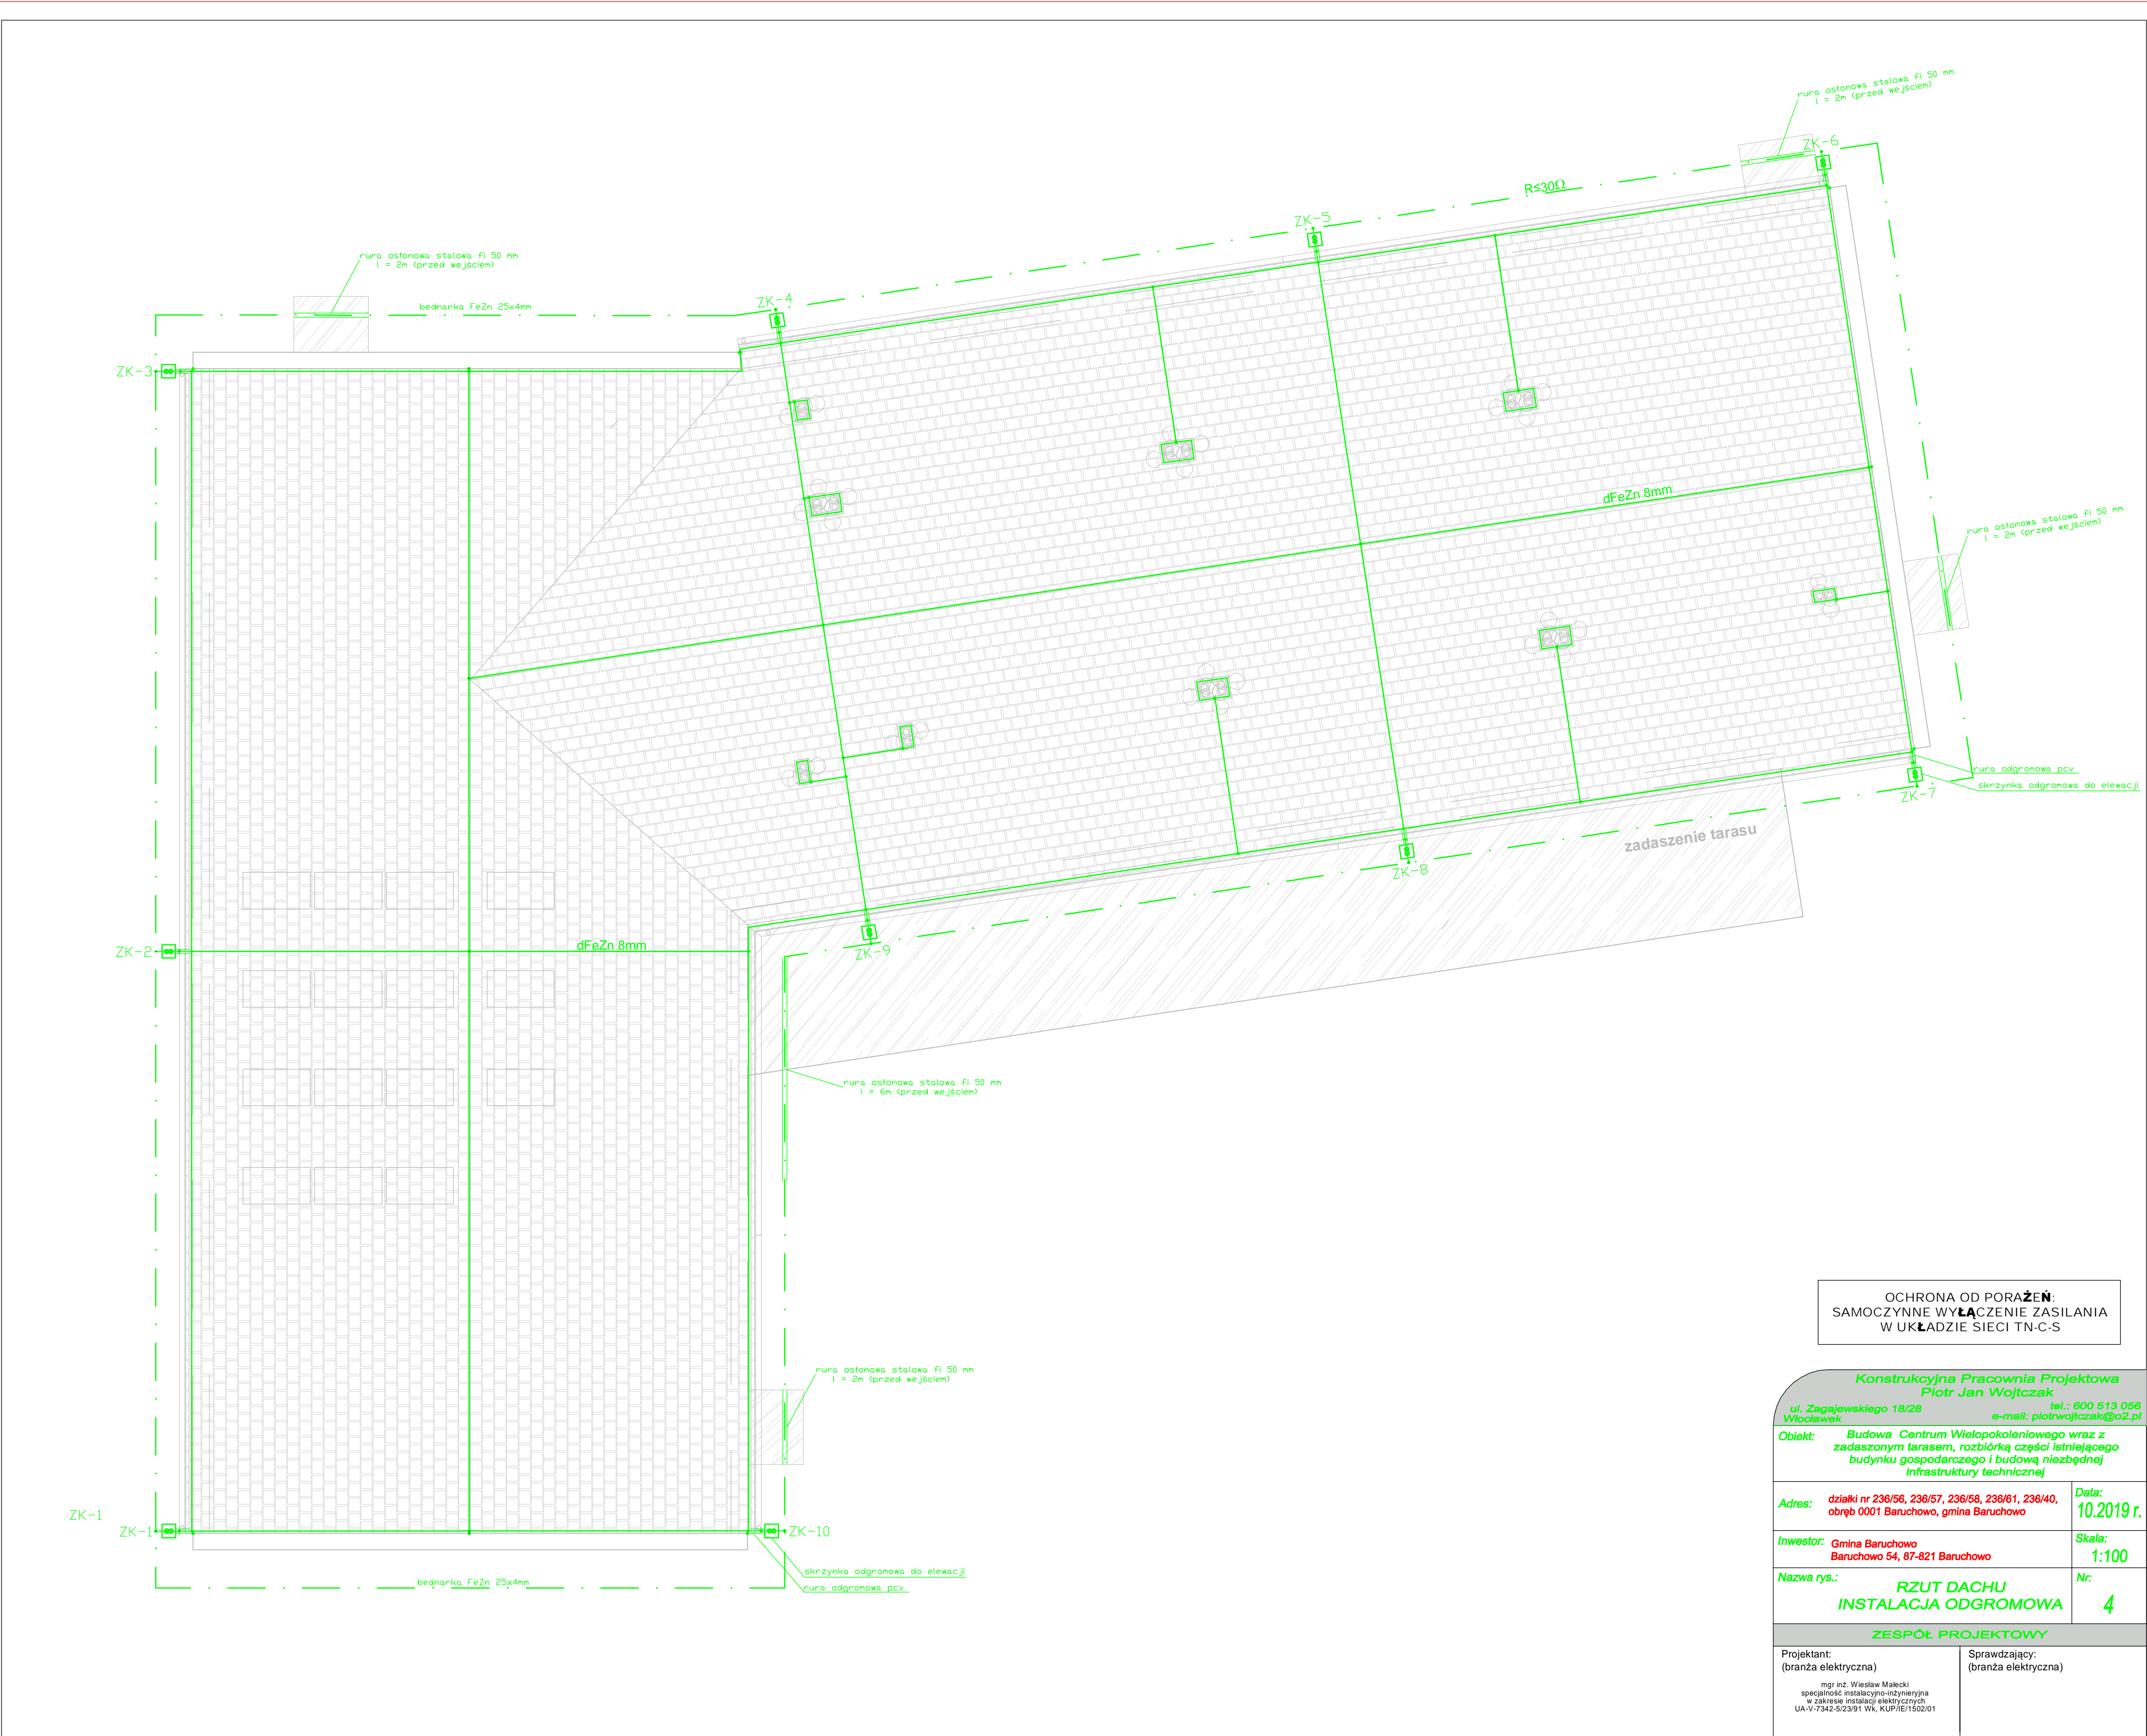 rura osłonowa stalowa fi 50 mm
l = 2m (przed wejściem)
ZK-6
R≤30Ω
ZK-5
rura osłonowa stalowa fi 50 mm
l = 2m (przed wejściem)
bednarka FeZn 25x4mm
ZK-4
ZK-3
dFeZn 8mm
rura osłonowa stalowa fi 50 mm
l = 2m (przed wejściem)
rura odgromowa pcv
skrzynka odgromowa do elewacji
ZK-7
zadaszenie tarasu
ZK-8
ZK-2
dFeZn 8mm
ZK-9
rura osłonowa stalowa fi 50 mm
l = 6m (przed wejściem)
rura osłonowa stalowa fi 50 mm
l = 2m (przed wejściem)
ZK-1
ZK-1
ZK-10
skrzynka odgromowa do elewacji
rura odgromowa pcv
bednarka FeZn 25x4mm
OCHRONA OD PORAŻEŃ:
SAMOCZYNNE WYŁĄCZENIE ZASILANIA
W UKŁADZIE SIECI TN-C-S
Konstrukcyjna Pracownia Projektowa
Piotr Jan Wojtczak
ul. Zagajewskiego 18/28
Włocławek
tel.: 600 513 056
e-mail: piotrwojtczak@o2.pl
Obiekt: Budowa Centrum Wielopokoleniowego wraz z
zadaszonym tarasem, rozbiórką części istniejącego
budynku gospodarczego i budową niezbędnej
infrastruktury technicznej
Adres: działki nr 236/56, 236/57, 236/58, 236/61, 236/40,
obręb 0001 Baruchowo, gmina Baruchowo
Data:
10.2019 r.
Inwestor: Gmina Baruchowo
Baruchowo 54, 87-821 Baruchowo
Skala:
1:100
Nazwa rys.:
RZUT DACHU
INSTALACJA ODGROMOWA
Nr:
4
ZESPÓŁ PROJEKTOWY
Projektant:
(branża elektryczna)
mgr inż. Wiesław Małecki
specjalność instalacyjno-inżynieryjna
w zakresie instalacji elektrycznych
UA-V-7342-5/23/91 Wk, KUP/IE/1502/01
Sprawdzający:
(branża elektryczna)